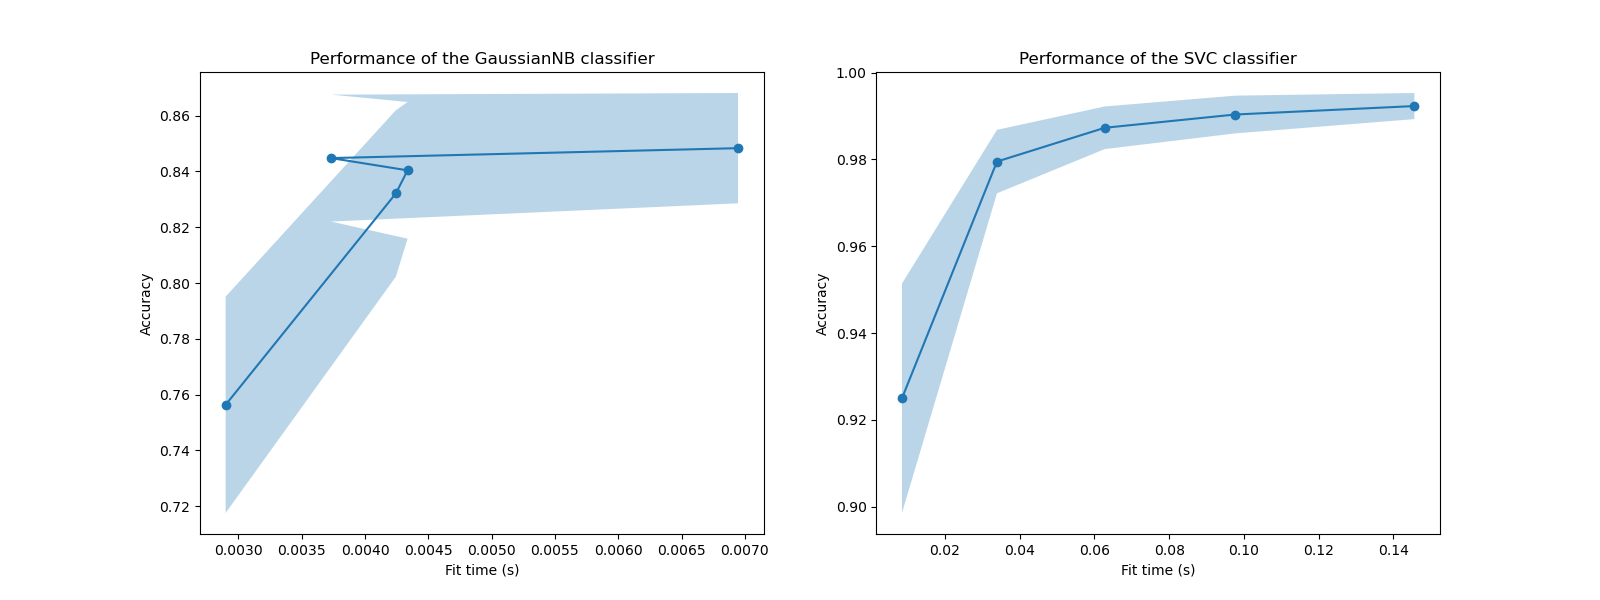 Performance of the GaussianNB classifier
Accuracy
0.86
0.84
0.82
0.80
0.78
0.76
0.74
0.72
0.0030 0.0035 0.0040 0.0045 0.0050 0.0055 0.0060 0.0065 0.0070
Fit time (s)
Performance of the SVC classifier
Accuracy
1.00
0.98
0.96
0.94
0.92
0.90
0.02 0.04 0.06 0.08 0.10 0.12 0.14
Fit time (s)